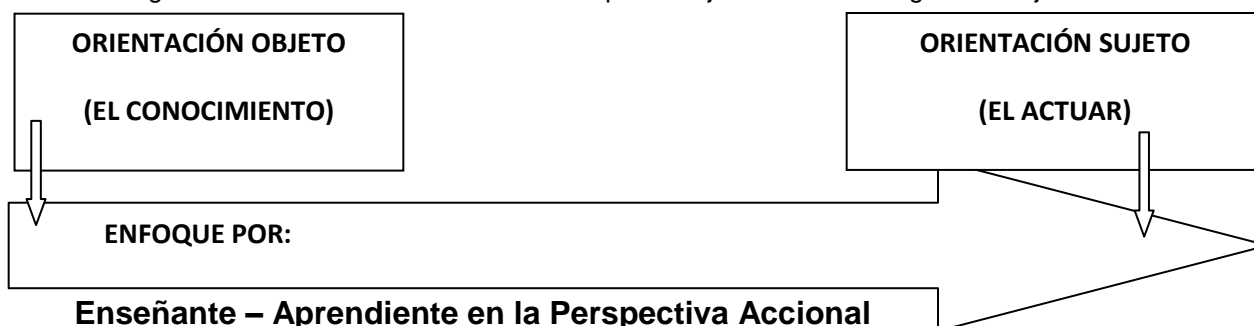 ORIENTACIÓN OBJETO
(EL CONOCIMIENTO)
ORIENTACIÓN SUJETO
(EL ACTUAR)
ENFOQUE POR:
Enseñante – Aprendiente en la Perspectiva Accional